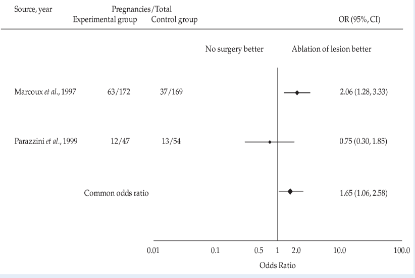 Source, year Pregnancies/Total
Experimental group Control group OR (95%, CI)
No surgery better Ablation of lesion better
Marcoux et al., 1997 63/172 37/169 2.06 (1.28, 3.33)
Parazzini et al., 1999 12/47 13/54 0.75 (0.30, 1.85)
Common odds ratio 1.65 (1.06, 2.58)
0.01 0.1 0.5 1 2.0 10.0 100.0
Odds Ratio